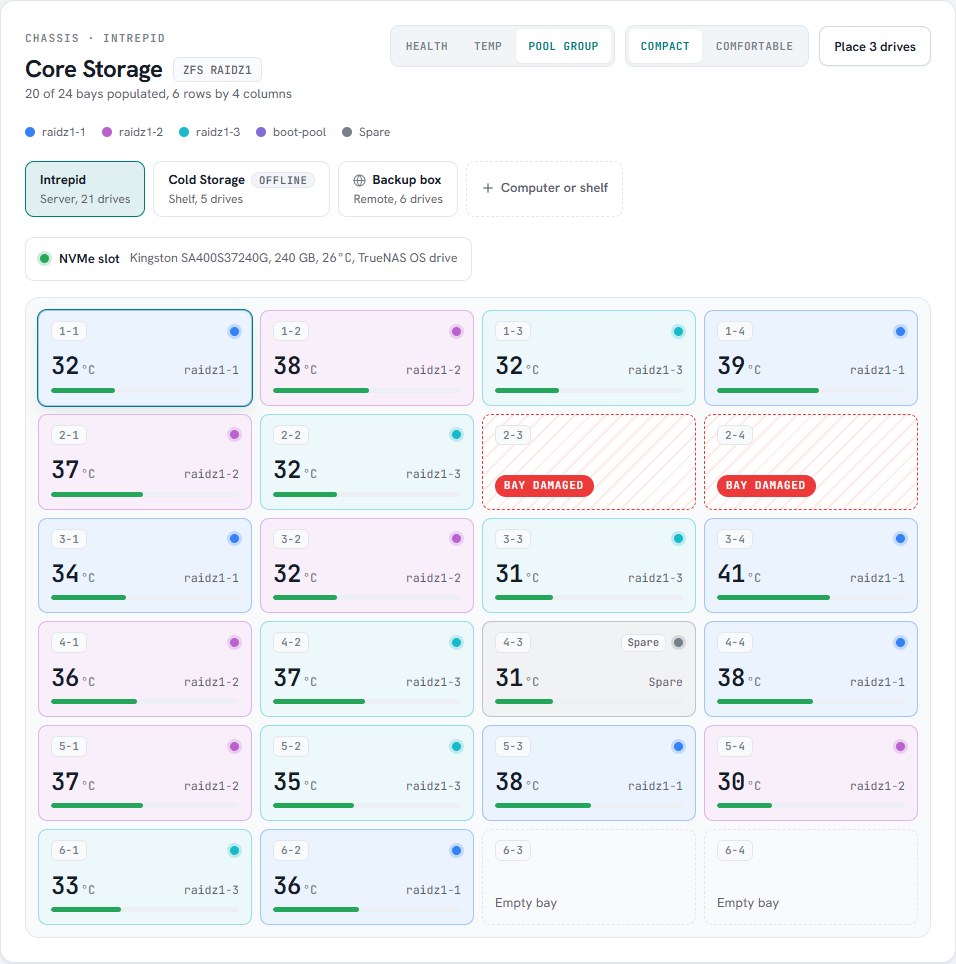 CHASSIS · INTREPID
HEALTH TEMP POOL GROUP COMPACT COMFORTABLE Place 3 drives
Core Storage ZFS RAIDZ1
20 of 24 bays populated, 6 rows by 4 columns
raidz1-1 raidz1-2 raidz1-3 boot-pool Spare
Intrepid Cold Storage OFFLINE Backup box + Computer or shelf
Server, 21 drives Shelf, 5 drives Remote, 6 drives
NVMe slot Kingston SA400S37240G, 240 GB, 26°C, TrueNAS OS drive
1-1 1-2 1-3 1-4
32 °C raidz1-1 38 °C raidz1-2 32 °C raidz1-3 39 °C raidz1-1
2-1 2-2 2-3 2-4
37 °C raidz1-2 32 °C raidz1-3 BAY DAMAGED BAY DAMAGED
3-1 3-2 3-3 3-4
34 °C raidz1-1 32 °C raidz1-2 31 °C raidz1-3 41 °C raidz1-1
4-1 4-2 4-3 Spare 4-4
36 °C raidz1-2 37 °C raidz1-3 31 °C Spare 38 °C raidz1-1
5-1 5-2 5-3 5-4
37 °C raidz1-2 35 °C raidz1-3 38 °C raidz1-1 30 °C raidz1-2
6-1 6-2 6-3 6-4
33 °C raidz1-3 36 °C raidz1-1 Empty bay Empty bay